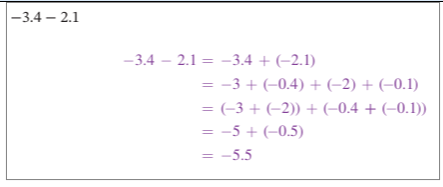 −3.4 − 2.1
−3.4 − 2.1 = −3.4 + (−2.1)
= −3 + (−0.4) + (−2) + (−0.1)
= (−3 + (−2)) + (−0.4 + (−0.1))
= −5 + (−0.5)
= −5.5